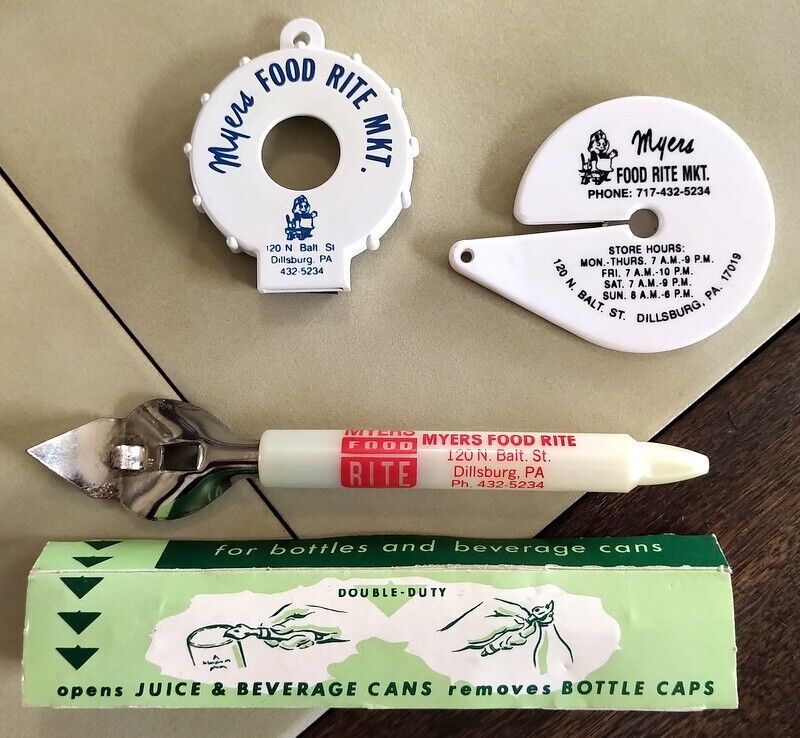 Myers FOOD RITE MKT.
120 N. Balt. St
Dillsburg, PA
432-5234
Myers
FOOD RITE MKT.
PHONE: 717-432-5234
STORE HOURS:
MON.-THURS. 7 A.M.-9 P.M.
FRI. 7 A.M.-10 P.M.
SAT. 7 A.M.-9 P.M.
SUN. 8 A.M.-6 P.M.
120 N. BALT. ST. DILLSBURG, PA. 17019
MYERS
FOOD
RITE
MYERS FOOD RITE
120 N. Balt. St.
Dillsburg, PA
Ph. 432-5234
for bottles and beverage cans
DOUBLE-DUTY
opens JUICE & BEVERAGE CANS removes BOTTLE CAPS